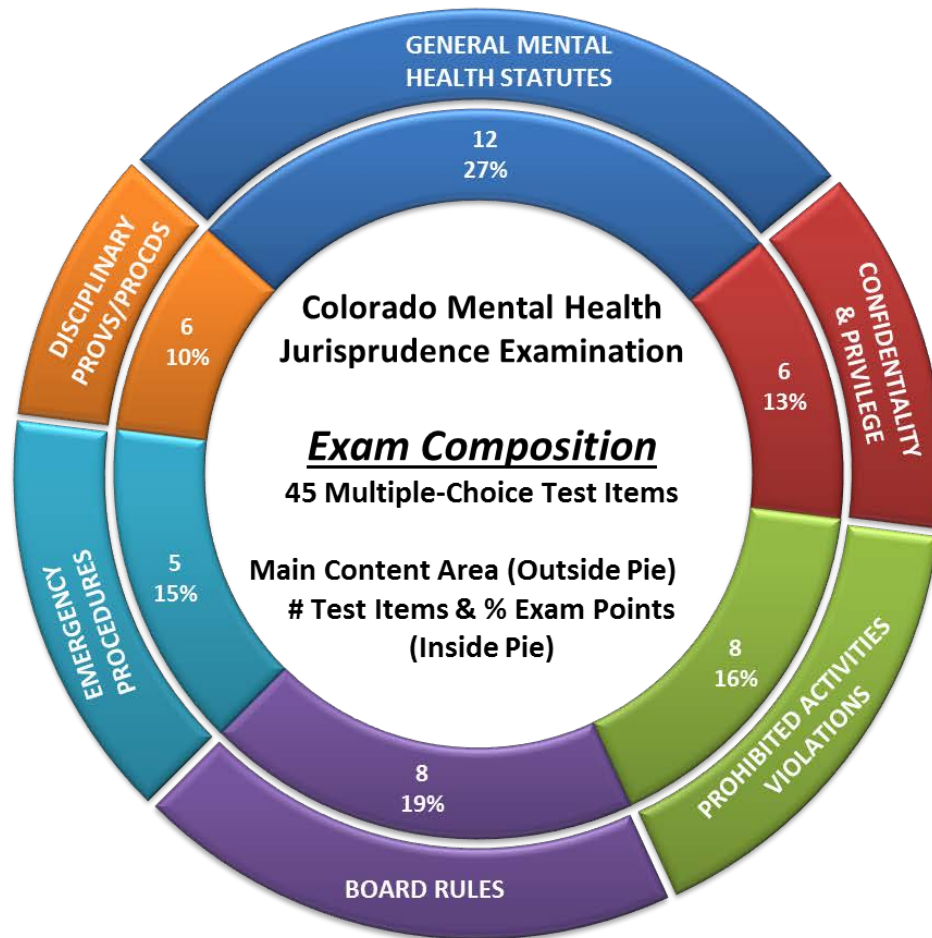 GENERAL MENTAL
HEALTH STATUTES
12
27%
CONFIDENTIALITY
& PRIVILEGE
6
13%
PROHIBITED ACTIVITIES
VIOLATIONS
8
16%
BOARD RULES
8
19%
EMERGENCY
PROCEDURES
5
15%
DISCIPLINARY
PROVS/PROCDS
6
10%
Colorado Mental Health
Jurisprudence Examination
Exam Composition
45 Multiple-Choice Test Items
Main Content Area (Outside Pie)
# Test Items & % Exam Points
(Inside Pie)